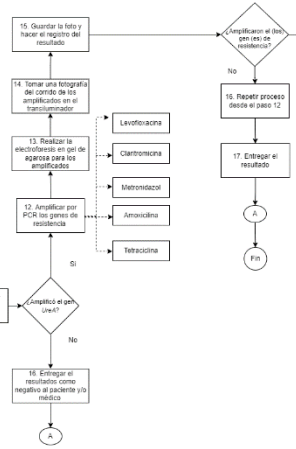 15. Guardar la foto y
hacer el registro del
resultado
¿Amplificaron el (los)
gen (es) de
resistencia?
14. Tomar una fotografía
del corrido de los
amplificados en el
transiluminador
No
16. Repetir proceso
desde el paso 12
13. Realizar la
electroforesis en gel de
agarosa para los
amplificados
17. Entregar el
resultado
12. Amplificar por
PCR los genes de
resistencia
Levofloxacina
Claritromicina
Metronidazol
Amoxicilina
Tetraciclina
A
Fin
Si
¿Amplificó el gen
UreA?
No
16. Entregar el
resultados como
negativo al paciente y/o
médico
A